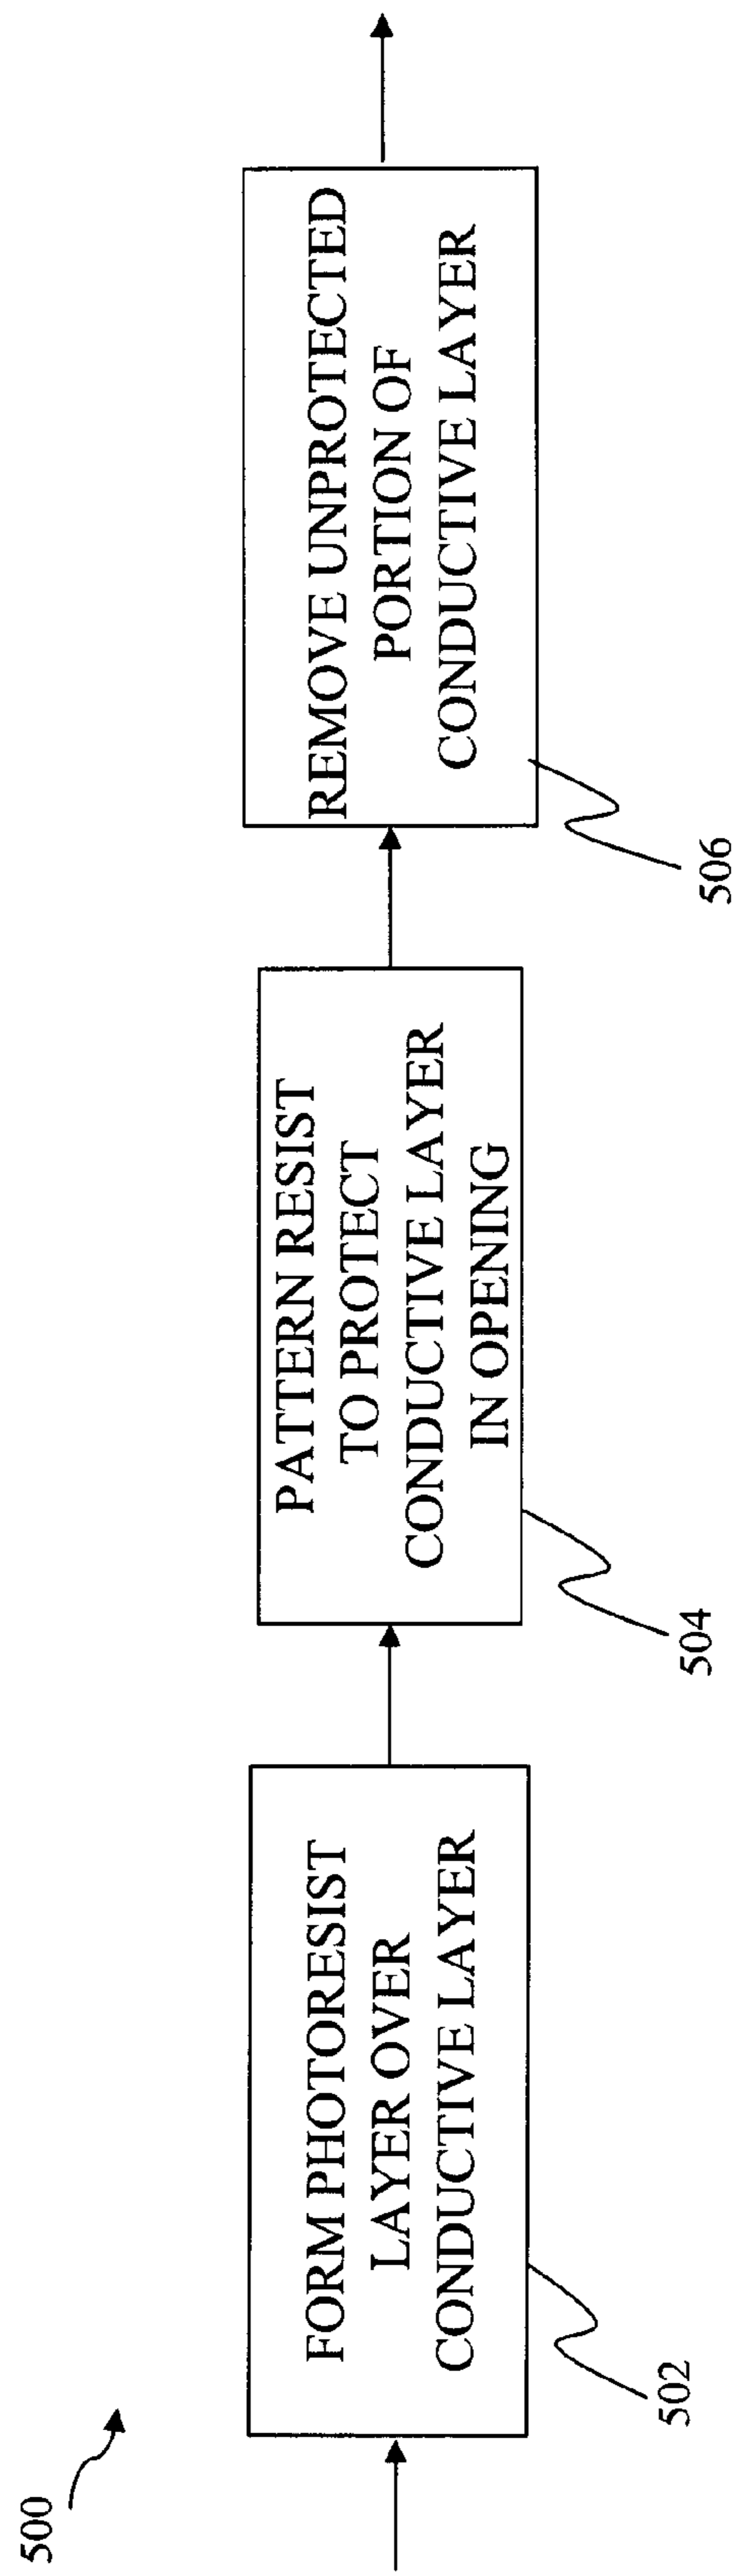 500
FORM PHOTORESIST
LAYER OVER
CONDUCTIVE LAYER
502
PATTERN RESIST
TO PROTECT
CONDUCTIVE LAYER
IN OPENING
504
REMOVE UNPROTECTED
PORTION OF
CONDUCTIVE LAYER
506